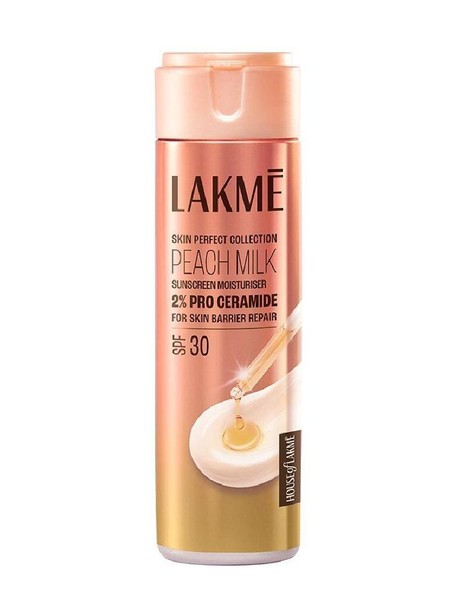 LAKMĒ
SKIN PERFECT COLLECTION
PEACH MILK
SUNSCREEN MOISTURISER
2% PRO CERAMIDE
FOR SKIN BARRIER REPAIR
SPF 30
HOUSE of LAKMĒ